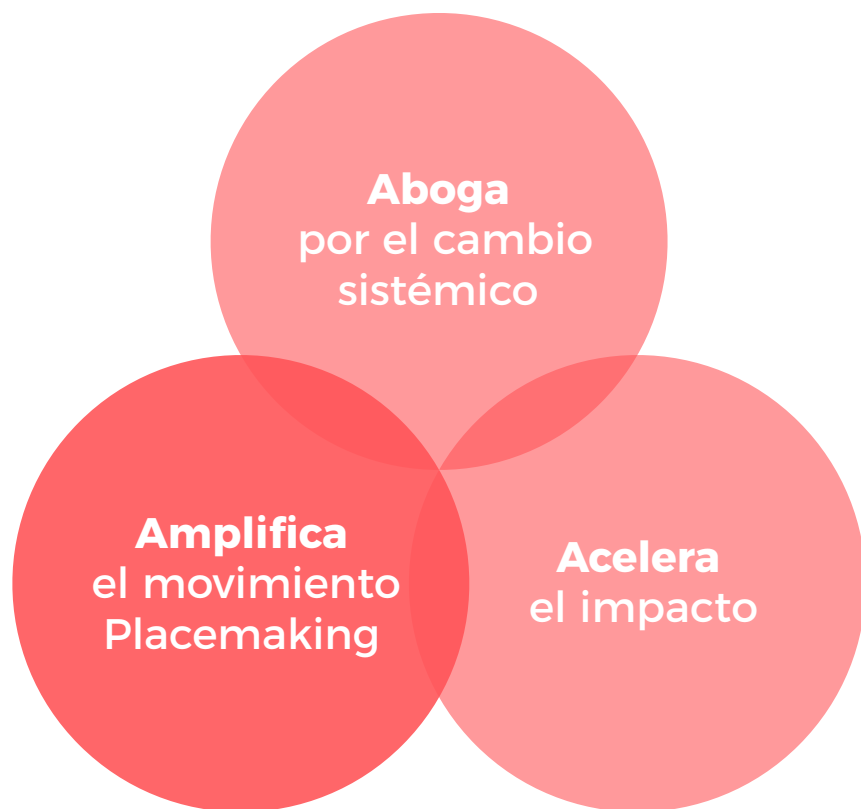 Aboga
por el cambio
sistémico
Amplifica
el movimiento
Placemaking
Acelera
el impacto